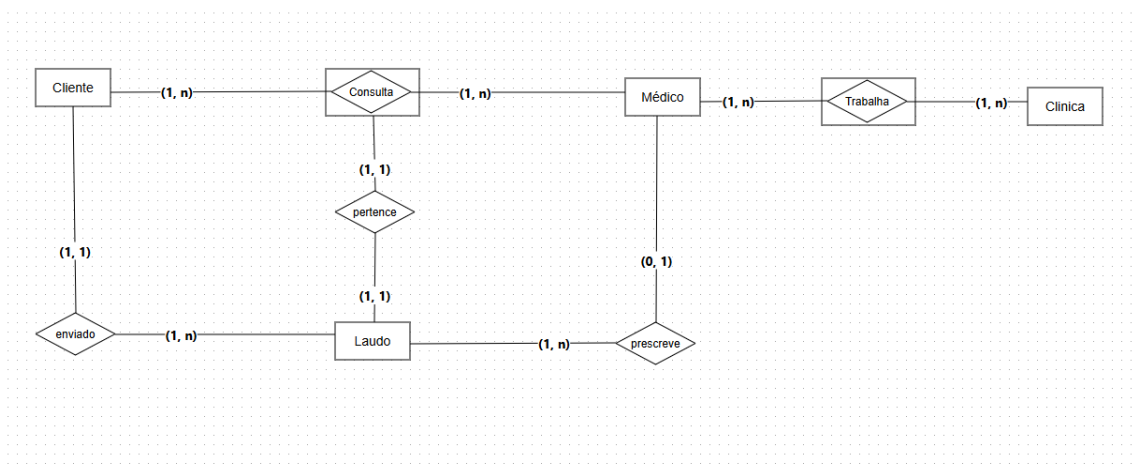 Cliente
(1, n)
Consulta
(1, n)
Médico
(1, n)
Trabalha
(1, n)
Clinica
(1, 1)
pertence
(1, 1)
(0, 1)
(1, 1)
enviado
(1, n)
Laudo
(1, n)
prescreve